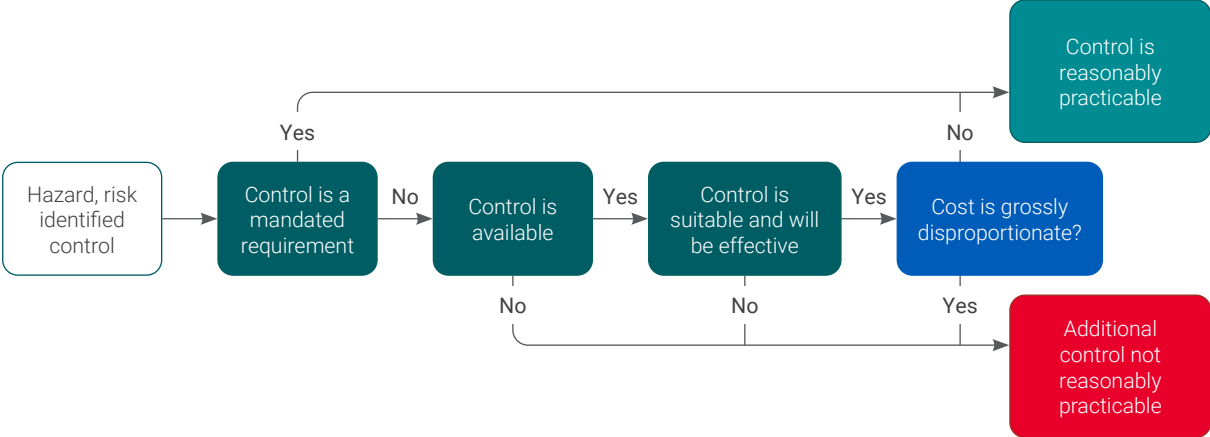 Control is
reasonably
practicable
Yes
No
Hazard, risk
identified
control
Control is a
mandated
requirement
No
Control is
available
Yes
Control is
suitable and will
be effective
Yes
Cost is grossly
disproportionate?
No
No
Yes
Additional
control not
reasonably
practicable